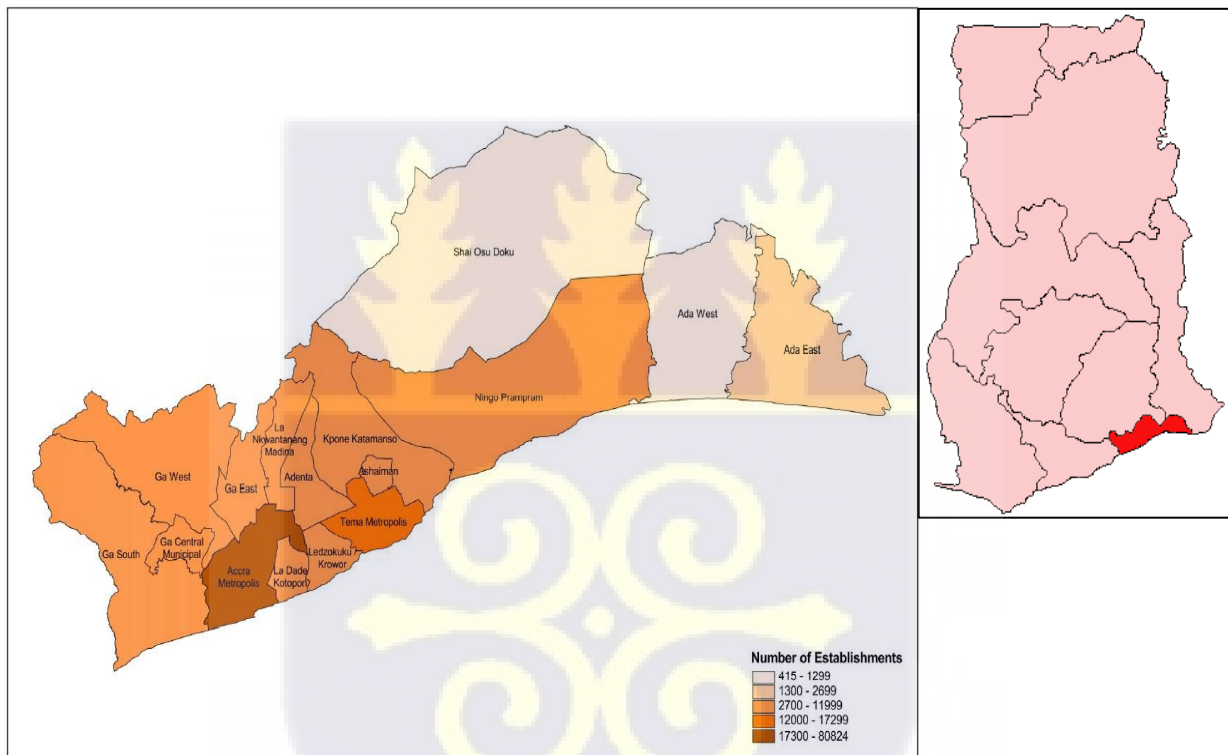 Shai Osu Doku
Ada West
Ada East
Ningo Prampram
La
Nkwantanang
Madina
Kpone Katamanso
Ashaiman
Adenta
Ga West
Ga East
Tema Metropolis
Ga Central
Municipal
Ga South
Ledzokuku
Krowor
Accra
Metropolis
La Dade
Kotopon
Number of Establishments
415 - 1299
1300 - 2699
2700 - 11999
12000 - 17299
17300 - 80824